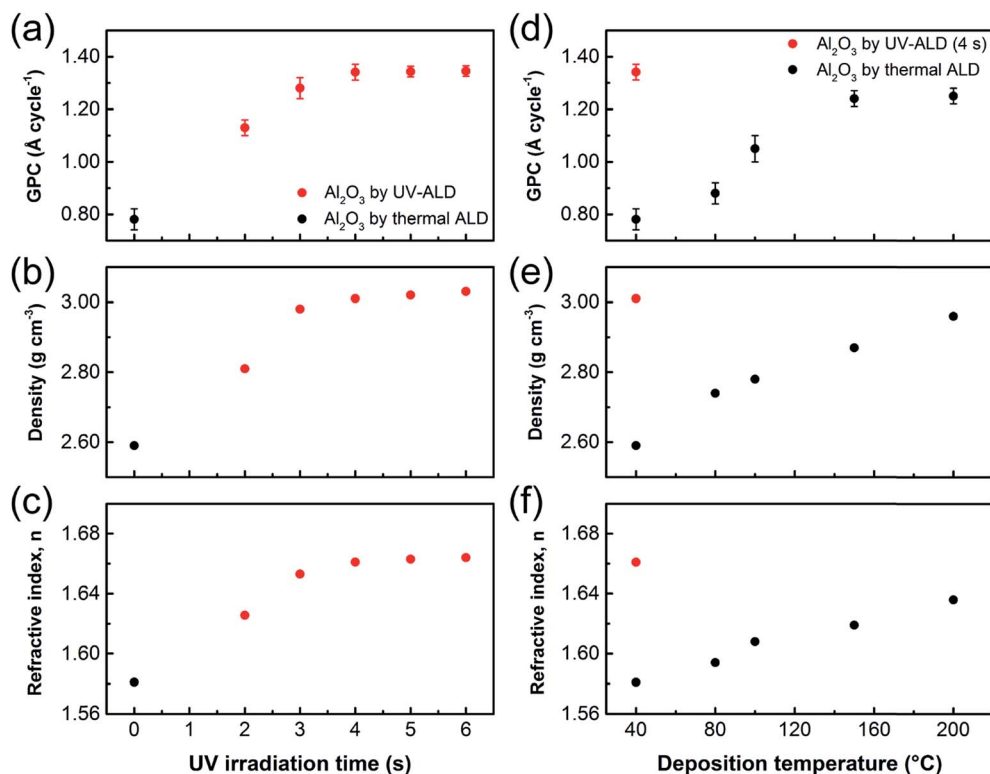 (a)
GPC (Å cycle⁻¹)
1.40
1.20
1.00
0.80
Al₂O₃ by UV-ALD
Al₂O₃ by thermal ALD
(b)
Density (g cm⁻³)
3.00
2.80
2.60
(c)
Refractive index, n
1.68
1.64
1.60
1.56
0 1 2 3 4 5 6
UV irradiation time (s)
(d)
GPC (Å cycle⁻¹)
1.40
1.20
1.00
0.80
Al₂O₃ by UV-ALD (4 s)
Al₂O₃ by thermal ALD
(e)
Density (g cm⁻³)
3.00
2.80
2.60
(f)
Refractive index, n
1.68
1.64
1.60
1.56
40 80 120 160 200
Deposition temperature (°C)